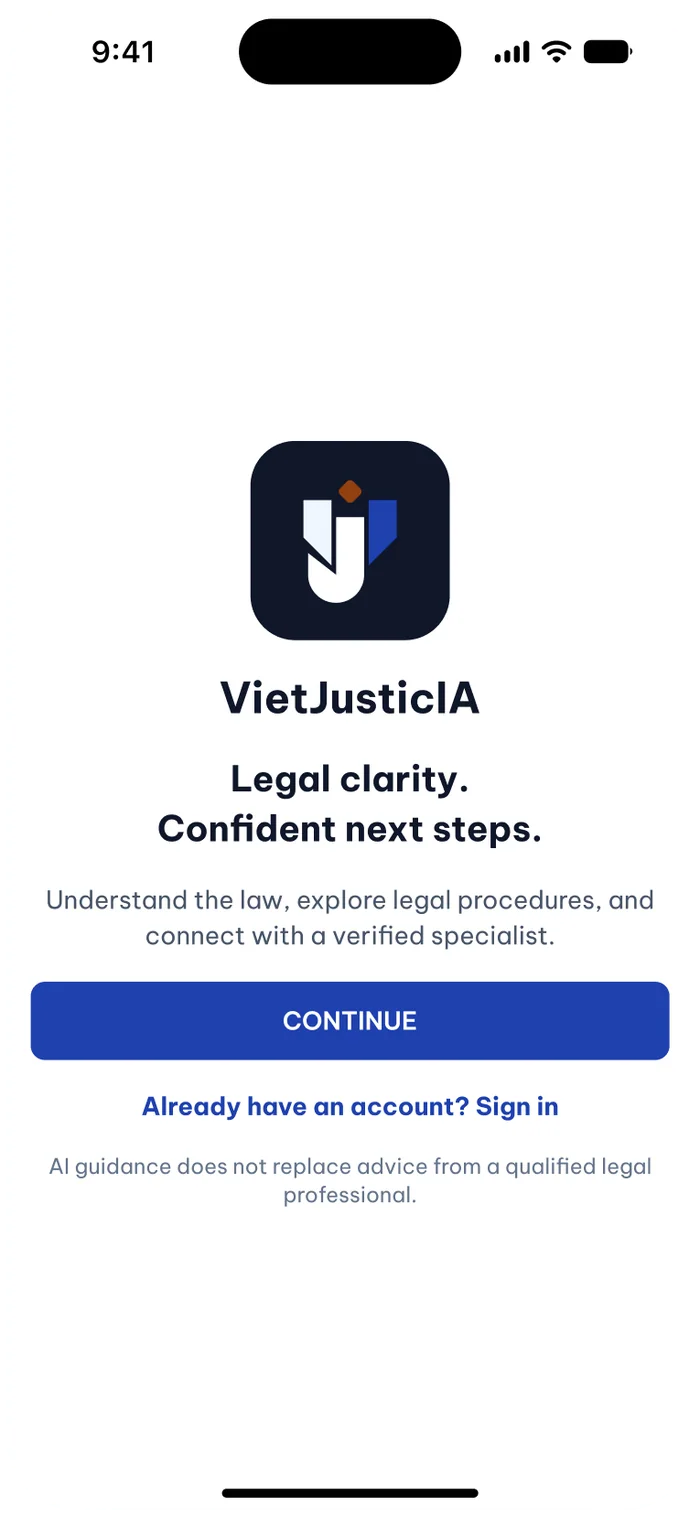 9:41
VietJusticIA
Legal clarity.
Confident next steps.
Understand the law, explore legal procedures, and
connect with a verified specialist.
CONTINUE
Already have an account? Sign in
AI guidance does not replace advice from a qualified legal
professional.